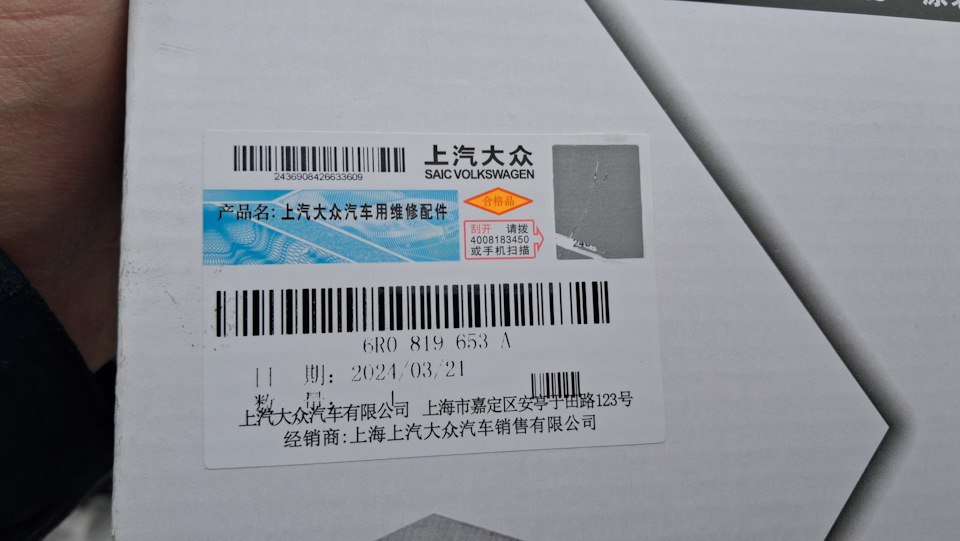 上汽大众
SAIC VOLKSWAGEN
2436908426633609
合格品
产品名: 上汽大众汽车用维修配件
刮开 请拨
4008183450
或手机扫描
6R0 819 653 A
日 期: 2024/03/21
数 量: 1
上汽大众汽车有限公司 上海市嘉定区安亭于田路123号
经销商:上海上汽大众汽车销售有限公司